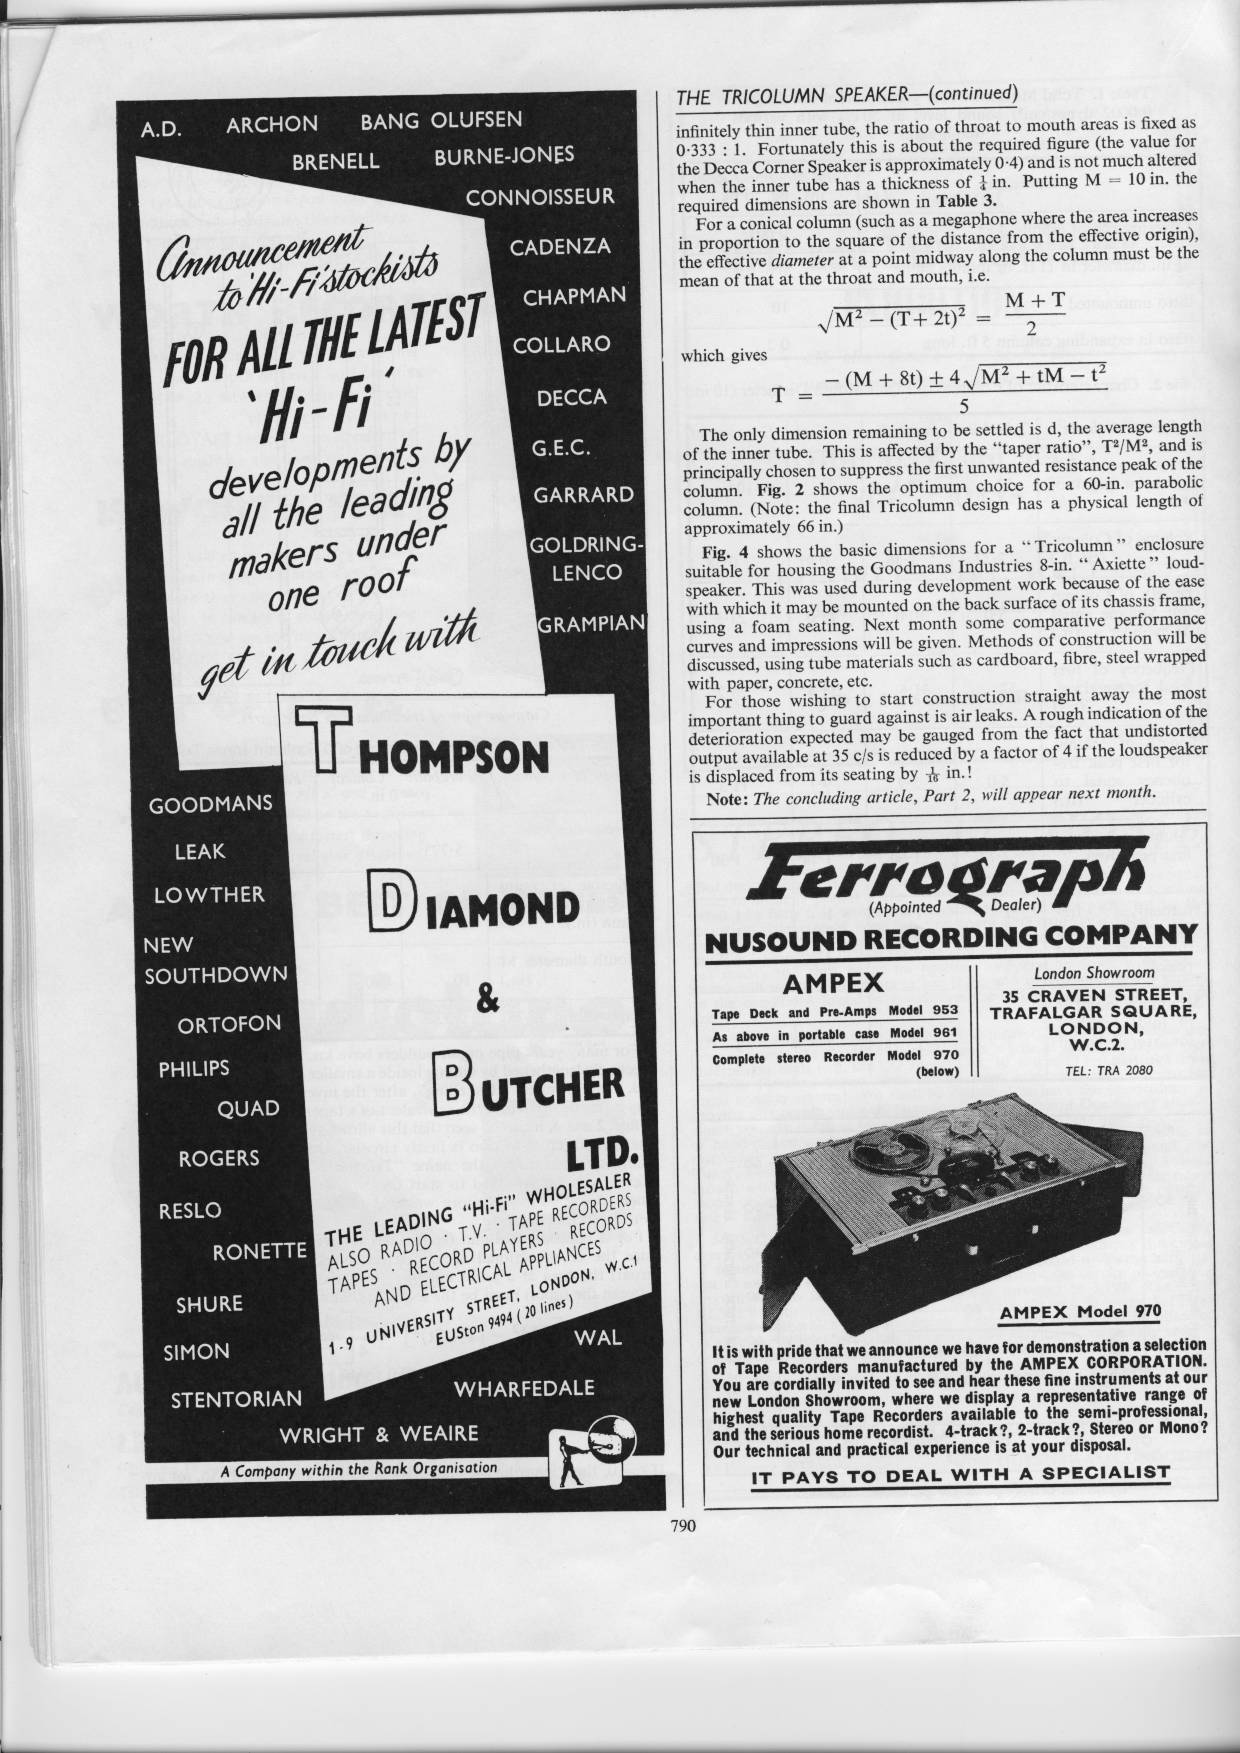 A.D. ARCHON BANG OLUFSEN
BRENELL BURNE-JONES
CONNOISSEUR
CADENZA
CHAPMAN
COLLARO
DECCA
G.E.C.
GARRARD
GOLDRING-
LENCO
GRAMPIAN
Announcement
to 'Hi-Fi' stockists
FOR ALL THE LATEST
'Hi-Fi'
developments by
all the leading
makers under
one roof
get in touch with
THOMPSON
DIAMOND
&
BUTCHER
LTD.
THE LEADING "Hi-Fi" WHOLESALER
ALSO RADIO · T.V. · TAPE RECORDERS
TAPES · RECORD PLAYERS · RECORDS
AND ELECTRICAL APPLIANCES
1-9 UNIVERSITY STREET, LONDON, W.C.1
EUSton 9494 (20 lines)
GOODMANS
LEAK
LOWTHER
NEW
SOUTHDOWN
ORTOFON
PHILIPS
QUAD
ROGERS
RESLO
RONETTE
SHURE
SIMON
STENTORIAN
WAL
WHARFEDALE
WRIGHT & WEAIRE
A Company within the Rank Organisation
THE TRICOLUMN SPEAKER—(continued)
infinitely thin inner tube, the ratio of throat to mouth areas is fixed as
0·333 : 1. Fortunately this is about the required figure (the value for
the Decca Corner Speaker is approximately 0·4) and is not much altered
when the inner tube has a thickness of ¼ in. Putting M = 10 in. the
required dimensions are shown in Table 3.
For a conical column (such as a megaphone where the area increases
in proportion to the square of the distance from the effective origin),
the effective diameter at a point midway along the column must be the
mean of that at the throat and mouth, i.e.
√M² − (T + 2t)² = (M + T) / 2
which gives
T = (− (M + 8t) ± 4 √M² + tM − t²) / 5
The only dimension remaining to be settled is d, the average length
of the inner tube. This is affected by the "taper ratio", T²/M², and is
principally chosen to suppress the first unwanted resistance peak of the
column. Fig. 2 shows the optimum choice for a 60-in. parabolic
column. (Note: the final Tricolumn design has a physical length of
approximately 66 in.)
Fig. 4 shows the basic dimensions for a "Tricolumn" enclosure
suitable for housing the Goodmans Industries 8-in. "Axiette" loud-
speaker. This was used during development work because of the ease
with which it may be mounted on the back surface of its chassis frame,
using a foam seating. Next month some comparative performance
curves and impressions will be given. Methods of construction will be
discussed, using tube materials such as cardboard, fibre, steel wrapped
with paper, concrete, etc.
For those wishing to start construction straight away the most
important thing to guard against is air leaks. A rough indication of the
deterioration expected may be gauged from the fact that undistorted
output available at 35 c/s is reduced by a factor of 4 if the loudspeaker
is displaced from its seating by 1/16 in.!
Note: The concluding article, Part 2, will appear next month.
Ferrograph
(Appointed Dealer)
NUSOUND RECORDING COMPANY
AMPEX
Tape Deck and Pre-Amps Model 953
As above in portable case Model 961
Complete stereo Recorder Model 970
(below)
London Showroom
35 CRAVEN STREET,
TRAFALGAR SQUARE,
LONDON,
W.C.2.
TEL: TRA 2080
AMPEX Model 970
It is with pride that we announce we have for demonstration a selection
of Tape Recorders manufactured by the AMPEX CORPORATION.
You are cordially invited to see and hear these fine instruments at our
new London Showroom, where we display a representative range of
highest quality Tape Recorders available to the semi-professional,
and the serious home recordist. 4-track?, 2-track?, Stereo or Mono?
Our technical and practical experience is at your disposal.
IT PAYS TO DEAL WITH A SPECIALIST
790